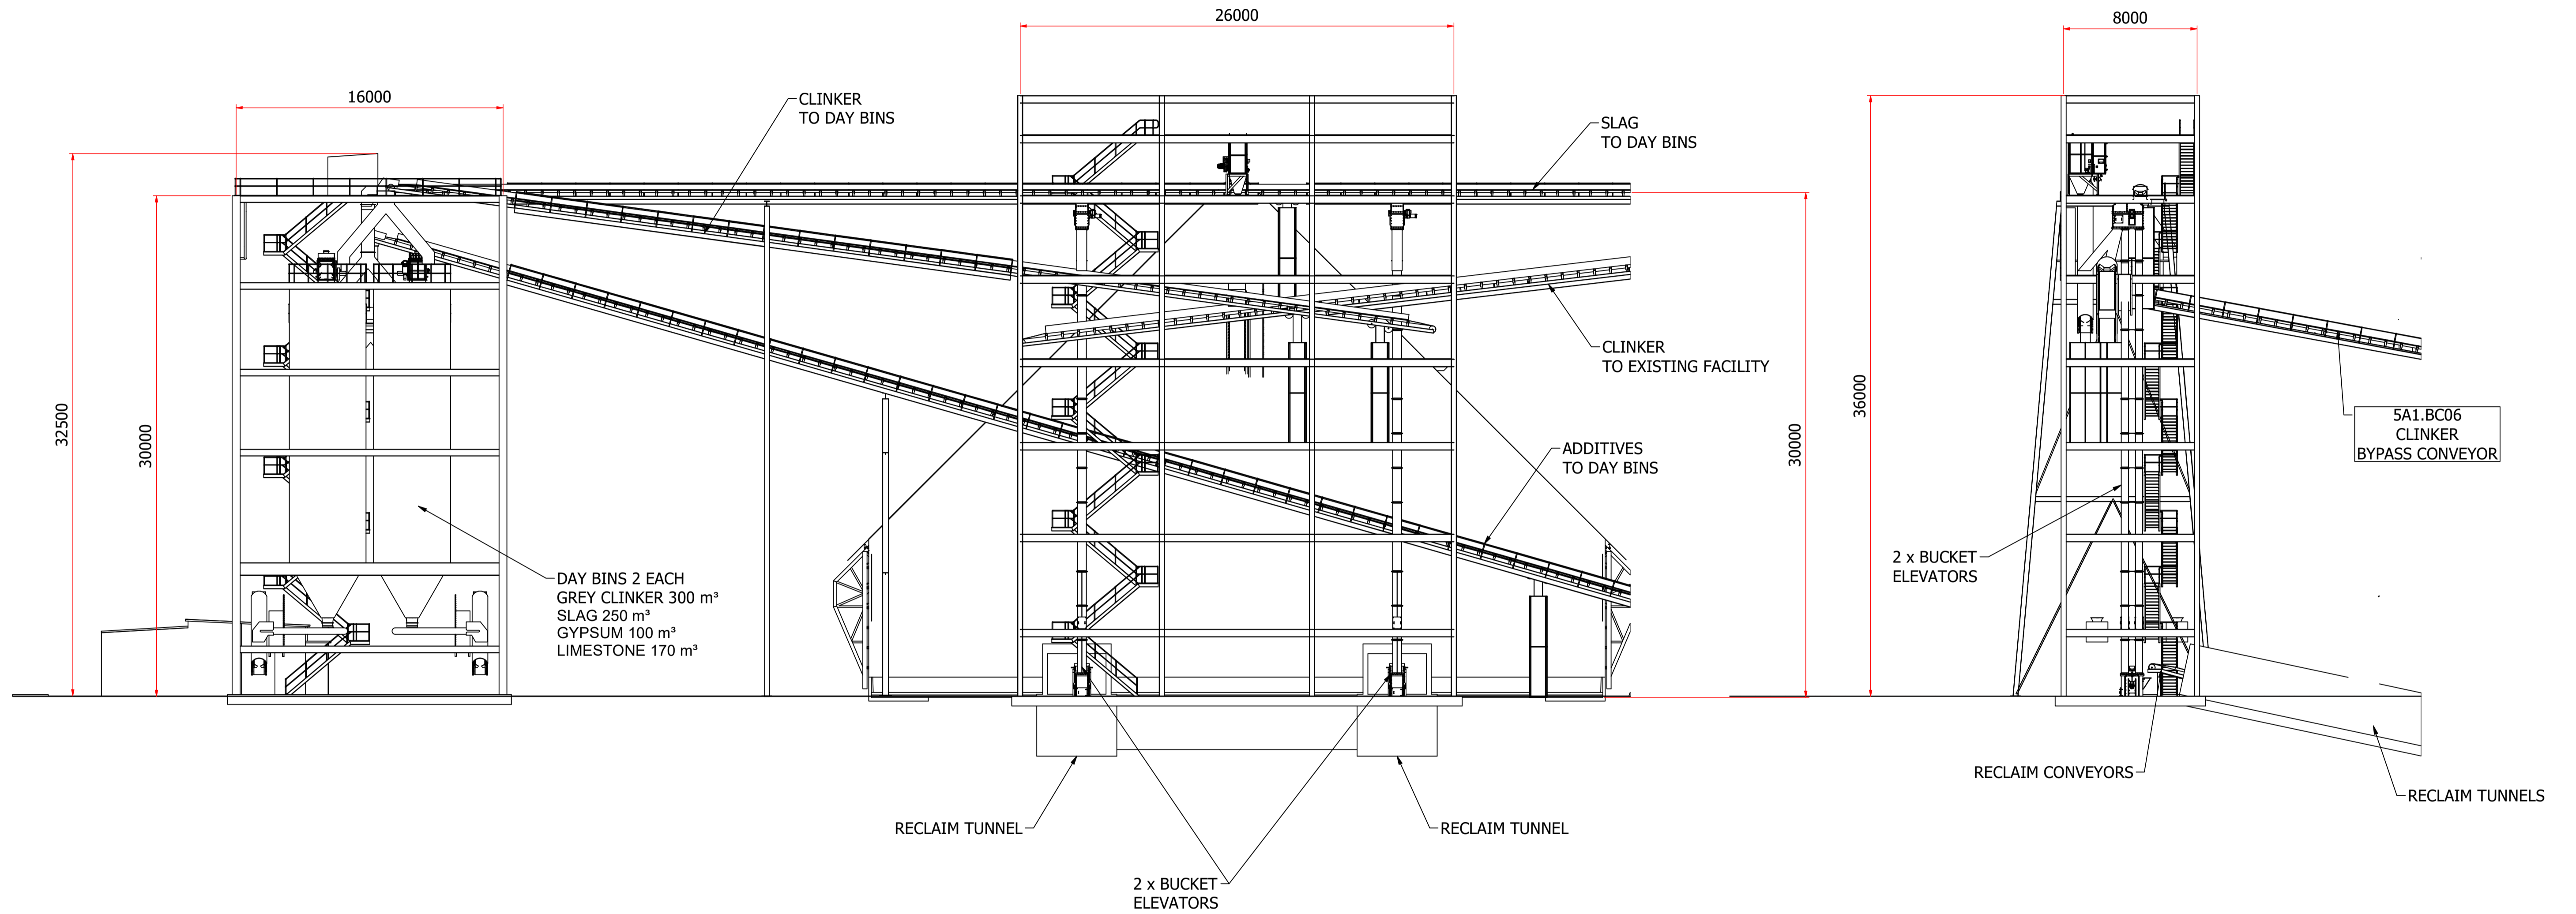 26000
8000
16000
CLINKER
TO DAY BINS
SLAG
TO DAY BINS
32500
30000
CLINKER
TO EXISTING FACILITY
30000
36000
5A1.BC06
CLINKER
BYPASS CONVEYOR
ADDITIVES
TO DAY BINS
2 x BUCKET
ELEVATORS
DAY BINS 2 EACH
GREY CLINKER 300 m³
SLAG 250 m³
GYPSUM 100 m³
LIMESTONE 170 m³
RECLAIM CONVEYORS
RECLAIM TUNNELS
RECLAIM TUNNEL
RECLAIM TUNNEL
2 x BUCKET
ELEVATORS